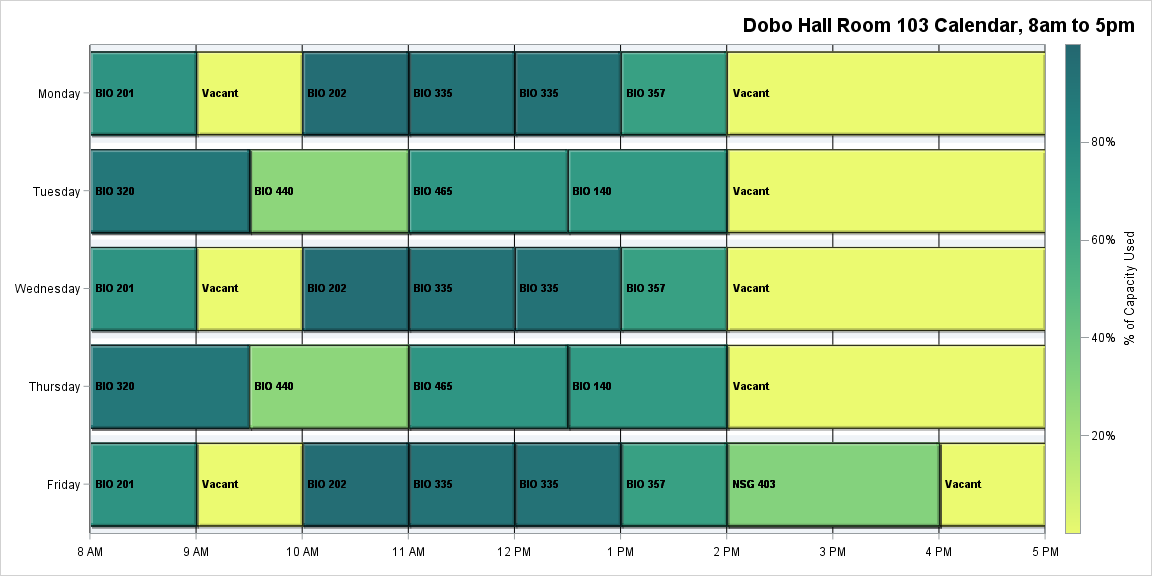 Dobo Hall Room 103 Calendar, 8am to 5pm
Monday
BIO 201
Vacant
BIO 202
BIO 335
BIO 335
BIO 357
Vacant
Tuesday
BIO 320
BIO 440
BIO 465
BIO 140
Vacant
Wednesday
BIO 201
Vacant
BIO 202
BIO 335
BIO 335
BIO 357
Vacant
Thursday
BIO 320
BIO 440
BIO 465
BIO 140
Vacant
Friday
BIO 201
Vacant
BIO 202
BIO 335
BIO 335
BIO 357
NSG 403
Vacant
8 AM
9 AM
10 AM
11 AM
12 PM
1 PM
2 PM
3 PM
4 PM
5 PM
80%
60%
40%
20%
% of Capacity Used